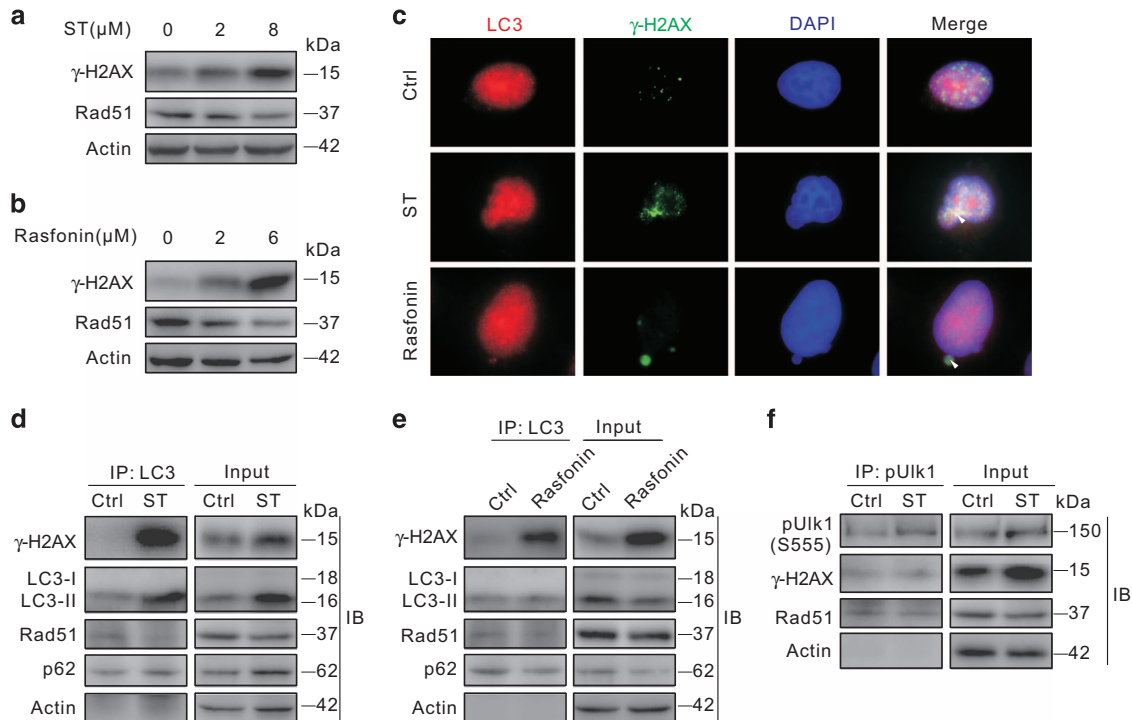 a
ST(μM) 0 2 8 kDa
γ-H2AX —15
Rad51 —37
Actin —42
b
Rasfonin(μM) 0 2 6 kDa
γ-H2AX —15
Rad51 —37
Actin —42
c
LC3 γ-H2AX DAPI Merge
Ctrl
ST
Rasfonin
d
IP: LC3 Input
Ctrl ST Ctrl ST kDa
γ-H2AX —15
LC3-I —18
LC3-II —16
Rad51 —37
p62 —62
Actin —42
IB
e
IP: LC3 Input
Ctrl Rasfonin Ctrl Rasfonin kDa
γ-H2AX —15
LC3-I —18
LC3-II —16
Rad51 —37
p62 —62
Actin —42
IB
f
IP: pUlk1 Input
Ctrl ST Ctrl ST kDa
pUlk1 —150
(S555)
γ-H2AX —15
Rad51 —37
Actin —42
IB